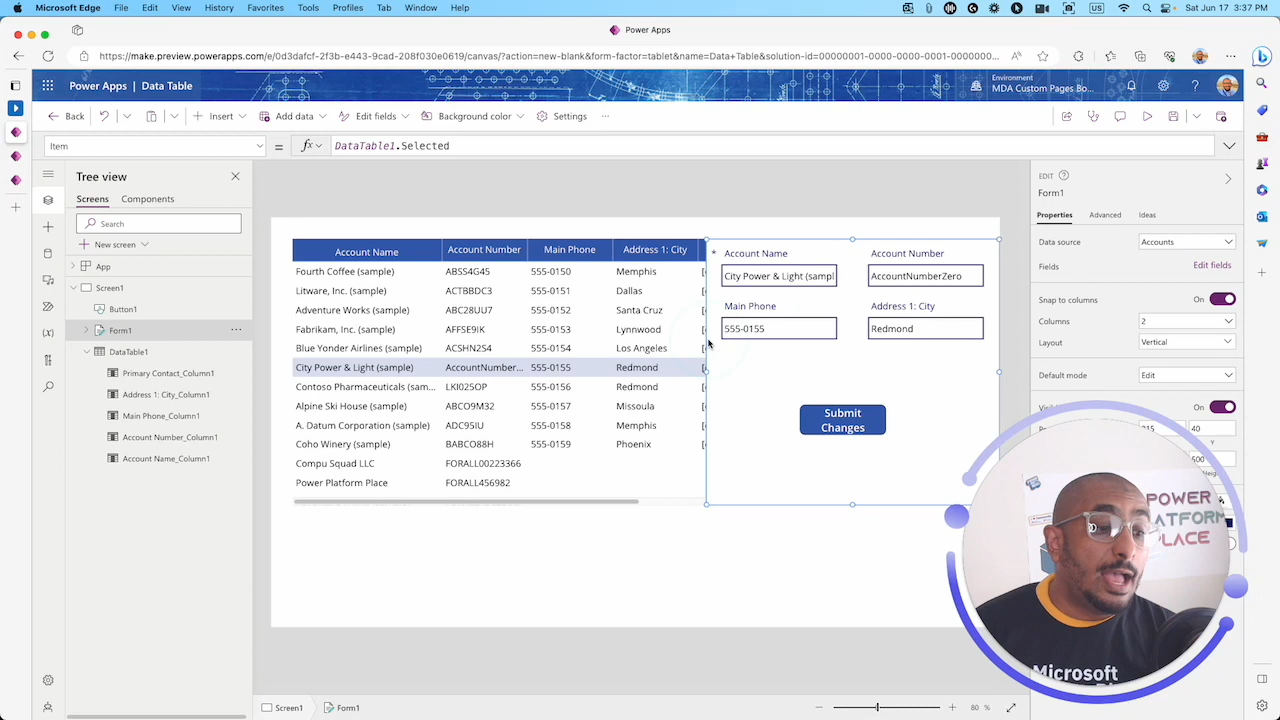 Microsoft Edge File Edit View History Favorites Tools Profiles Tab Window Help US Sat Jun 17 3:37 PM
Power Apps
https://make.preview.powerapps.com/e/0d3dafcf-2f3b-e443-9cad-208f030e0619/canvas/?action=new-blank&form-factor=tablet&name=Data+Table&solution-id=00000001-0000-0000-0001-0000000...
Power Apps | Data Table
Environment
MDA Custom Pages Bo...
Back Insert Add data Edit fields Background color Settings ...
Item = fx DataTable1.Selected
Tree view
Screens Components
Search
New screen
App
Screen1
Button1
Form1 ...
DataTable1
Primary Contact_Column1
Address 1: City_Column1
Main Phone_Column1
Account Number_Column1
Account Name_Column1
Account Name Account Number Main Phone Address 1: City
Fourth Coffee (sample) ABSS4G45 555-0150 Memphis
Litware, Inc. (sample) ACTBBDC3 555-0151 Dallas
Adventure Works (sample) ABC28UU7 555-0152 Santa Cruz
Fabrikam, Inc. (sample) AFFSE9IK 555-0153 Lynnwood
Blue Yonder Airlines (sample) ACSHN2S4 555-0154 Los Angeles
City Power & Light (sample) AccountNumber... 555-0155 Redmond
Contoso Pharmaceuticals (sam... LKI025OP 555-0156 Redmond
Alpine Ski House (sample) ABCO9M32 555-0157 Missoula
A. Datum Corporation (sample) ADC95IU 555-0158 Memphis
Coho Winery (sample) BABCO88H 555-0159 Phoenix
Compu Squad LLC FORALL00223366
Power Platform Place FORALL456982
* Account Name Account Number
City Power & Light (sampl AccountNumberZero
Main Phone Address 1: City
555-0155 Redmond
Submit
Changes
EDIT
Form1
Properties Advanced Ideas
Data source Accounts
Fields Edit fields
Snap to columns On
Columns 2
Layout Vertical
Default mode Edit
On
215 40
Y
500
POWER
PLACE
Microsoft
Screen1 Form1 80 %